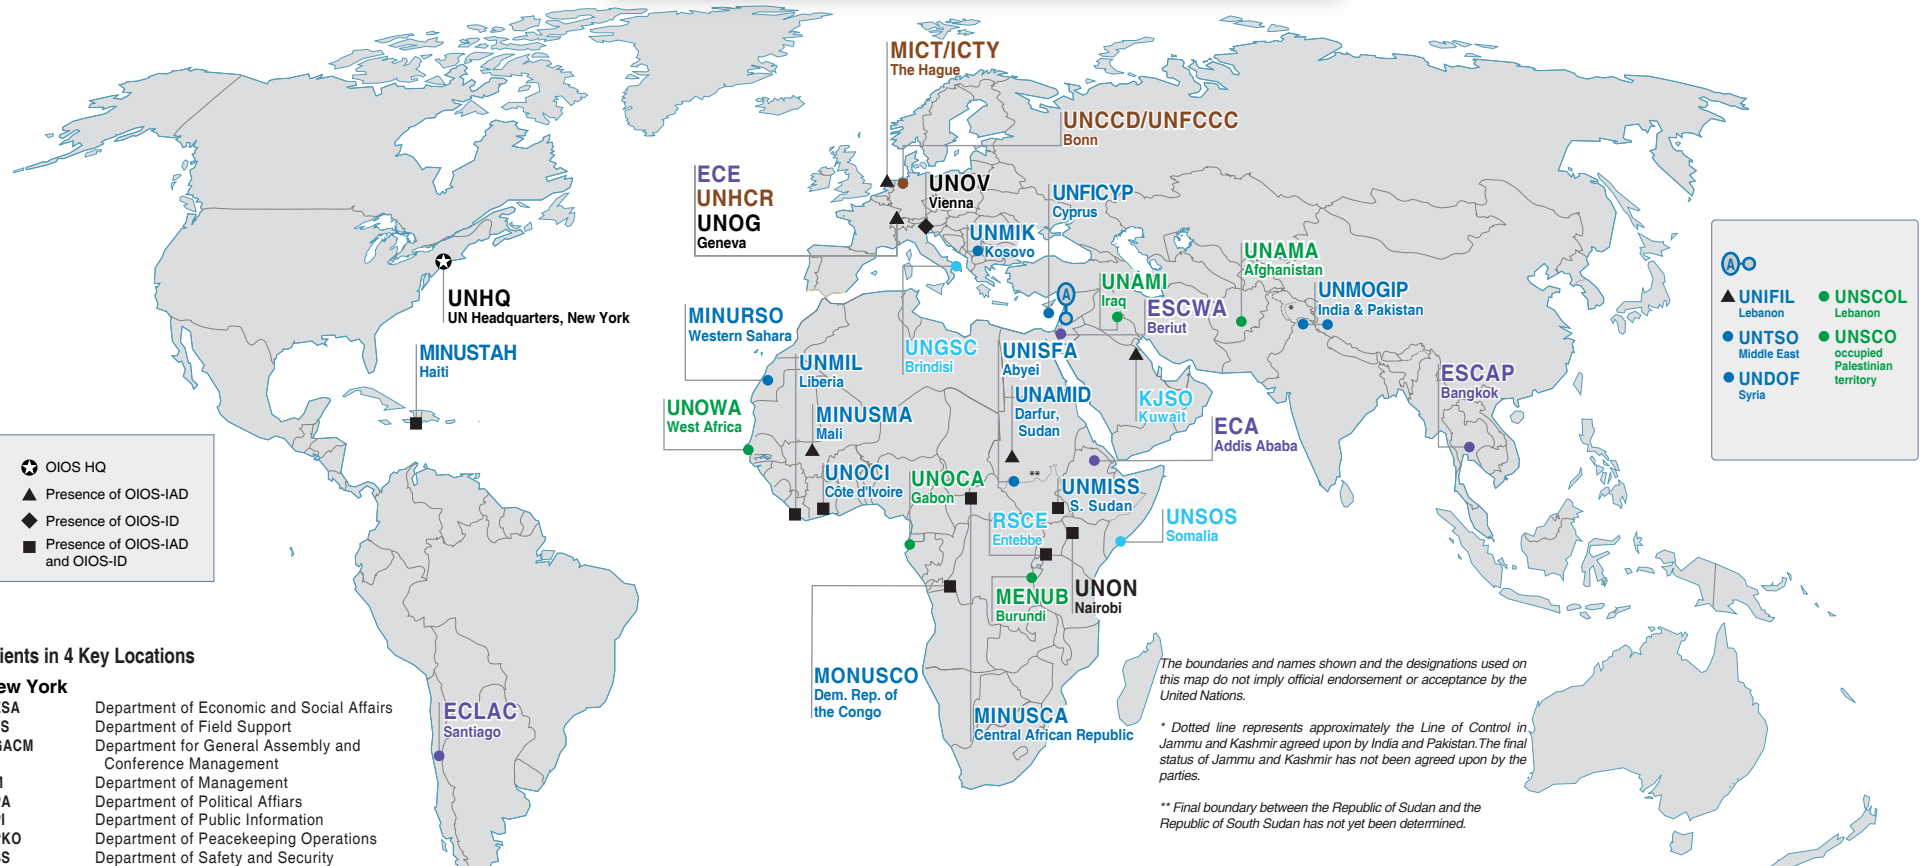 MICT/ICTY
The Hague
UNCCD/UNFCCC
Bonn
ECE
UNHCR
UNOG
Geneva
UNOV
Vienna
UNFICYP
Cyprus
UNMIK
Kosovo
UNAMA
Afghanistan
UNAMI
Iraq
ESCWA
Beriut
UNMOGIP
India & Pakistan
*
A
UNHQ
UN Headquarters, New York
MINUSTAH
Haiti
MINURSO
Western Sahara
UNGSC
Brindisi
UNISFA
Abyei
UNMIL
Liberia
UNAMID
Darfur,
Sudan
KJSO
Kuwait
ESCAP
Bangkok
UNOWA
West Africa
MINUSMA
Mali
ECA
Addis Ababa
UNOCI
Côte d'Ivoire
UNOCA
Gabon
**
UNMISS
S. Sudan
RSCE
Entebbe
UNSOS
Somalia
MENUB
Burundi
UNON
Nairobi
MONUSCO
Dem. Rep. of
the Congo
MINUSCA
Central African Republic
ECLAC
Santiago
A
UNIFIL
Lebanon
UNTSO
Middle East
UNDOF
Syria
UNSCOL
Lebanon
UNSCO
occupied
Palestinian
territory
OIOS HQ
Presence of OIOS-IAD
Presence of OIOS-ID
Presence of OIOS-IAD
and OIOS-ID
in 4 Key Locations
York
Department of Economic and Social Affairs
Department of Field Support
Department for General Assembly and
Conference Management
Department of Management
Department of Political Affiars
Department of Public Information
Department of Peacekeeping Operations
Department of Safety and Security
The boundaries and names shown and the designations used on
this map do not imply official endorsement or acceptance by the
United Nations.
* Dotted line represents approximately the Line of Control in
Jammu and Kashmir agreed upon by India and Pakistan.The final
status of Jammu and Kashmir has not been agreed upon by the
parties.
** Final boundary between the Republic of Sudan and the
Republic of South Sudan has not yet been determined.